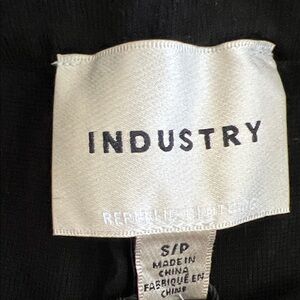 INDUSTRY
REPUBLIC CLOTHING
S/P
MADE IN
CHINA
FABRIQUÉ EN
CHINE